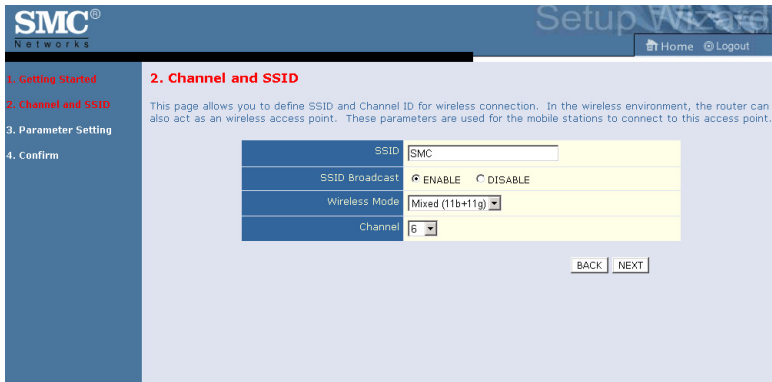 SMC®
Networks
Setup Wizard
Home Logout
1. Getting Started
2. Channel and SSID
3. Parameter Setting
4. Confirm
2. Channel and SSID
This page allows you to define SSID and Channel ID for wireless connection. In the wireless environment, the router can
also act as an wireless access point. These parameters are used for the mobile stations to connect to this access point.
SSID SMC
SSID Broadcast ENABLE DISABLE
Wireless Mode Mixed (11b+11g)
Channel 6
BACK NEXT